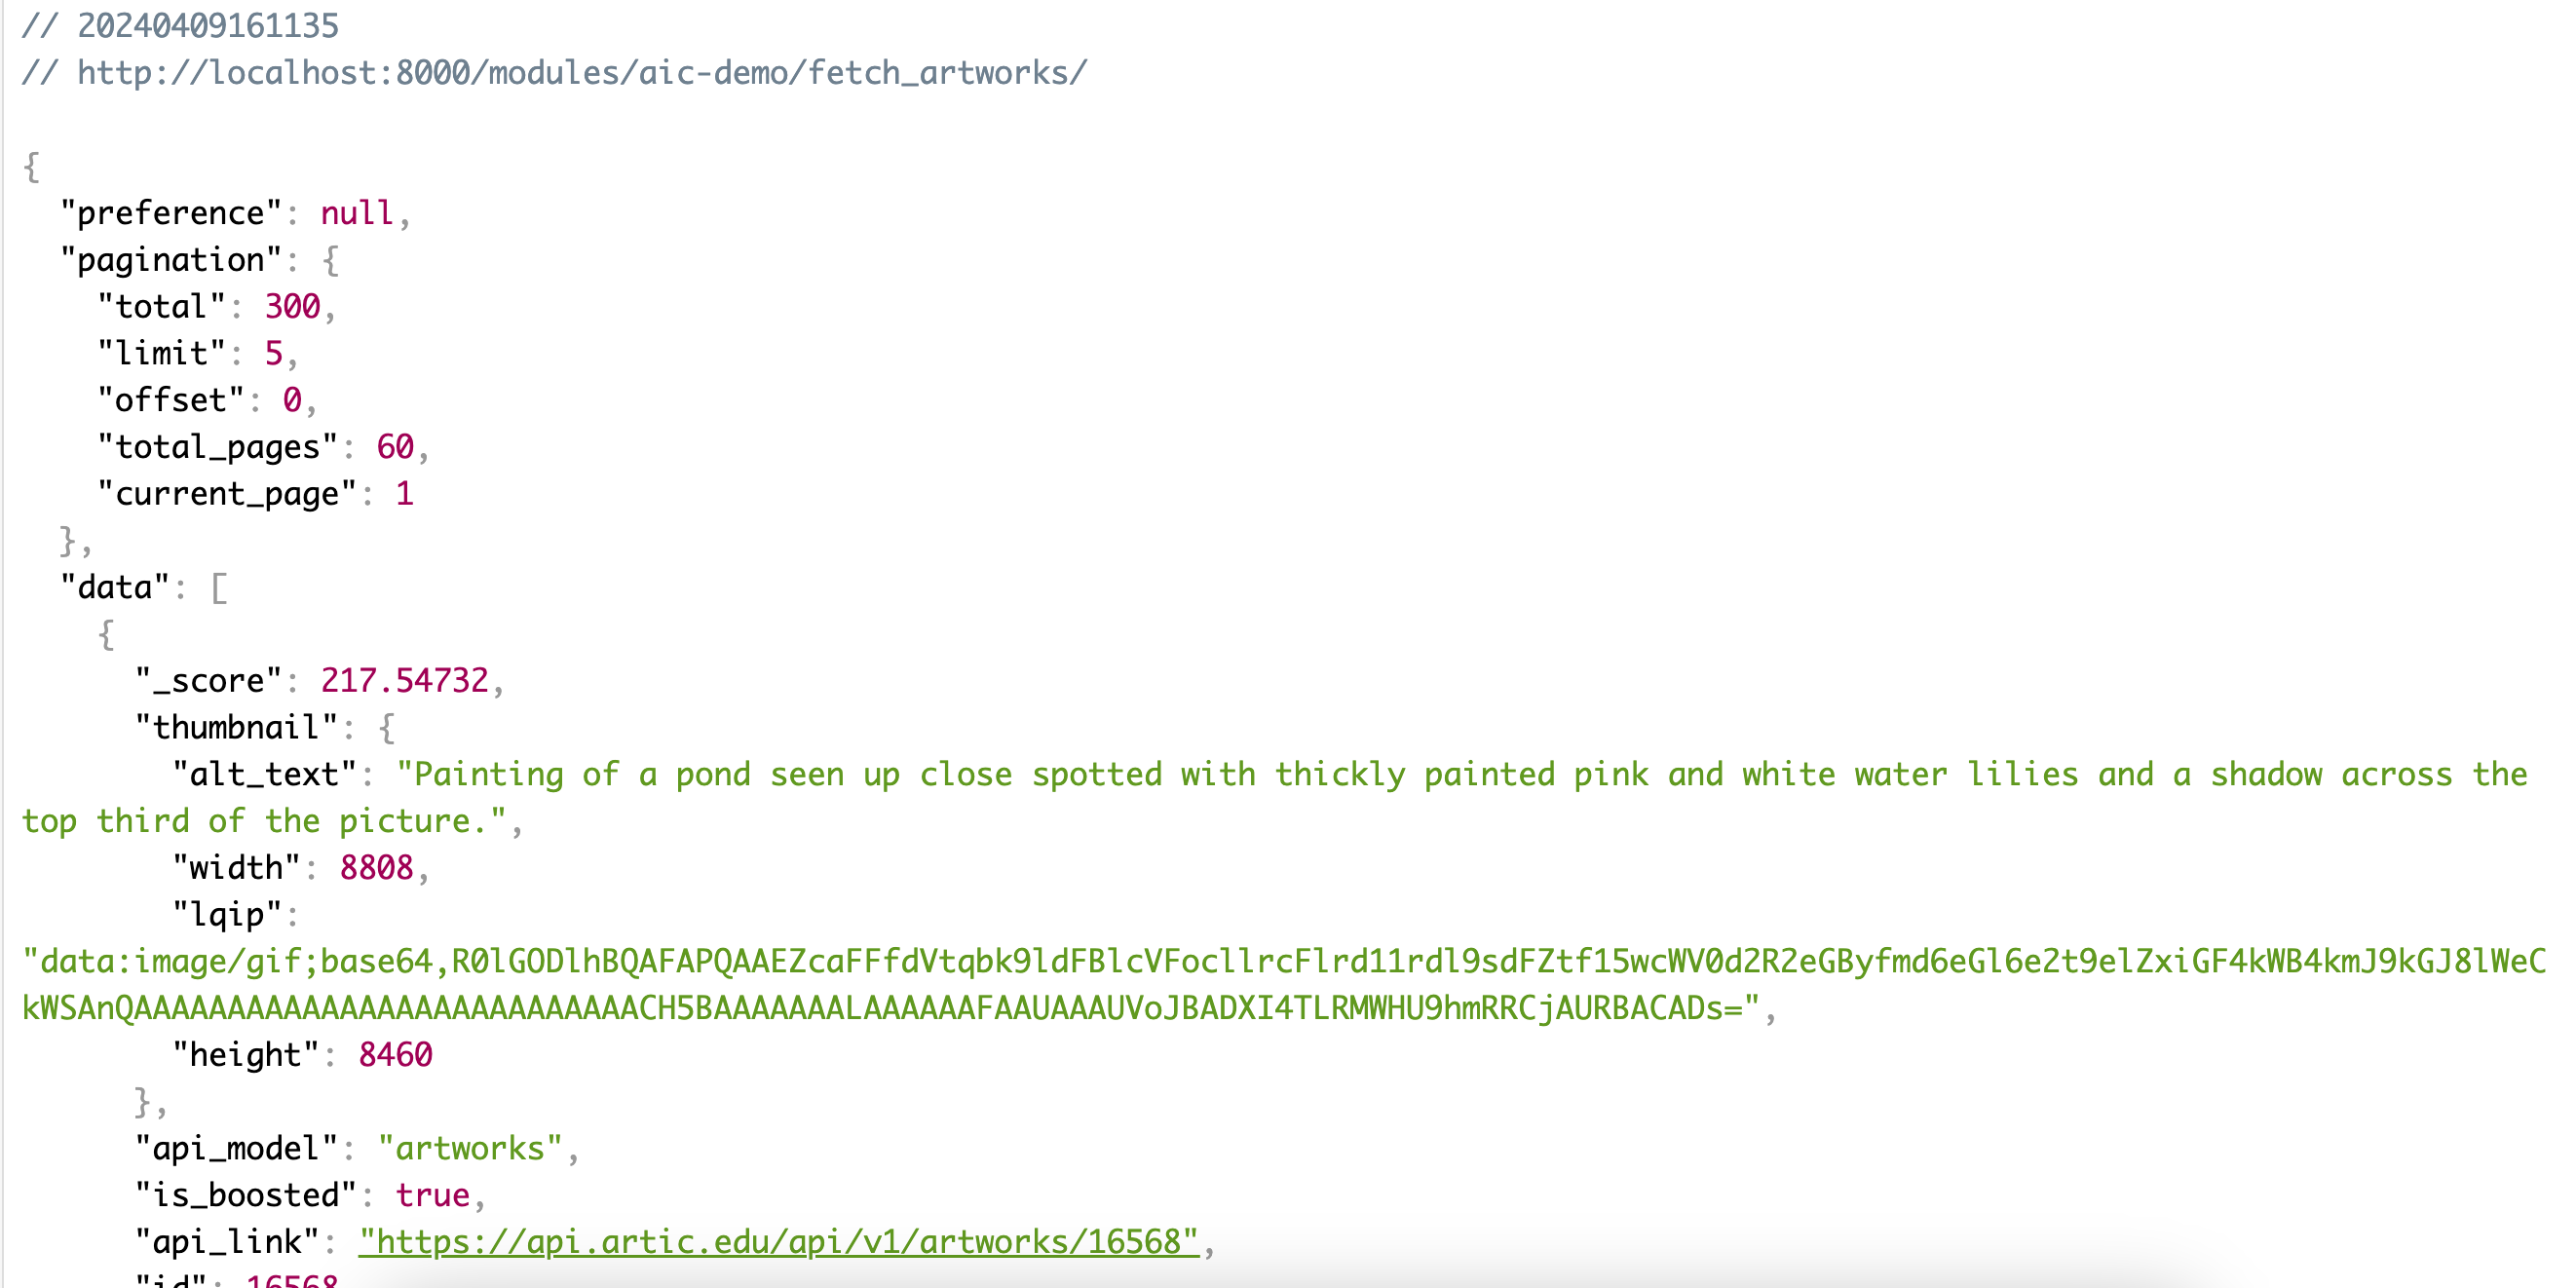 // 20240409161135
// http://localhost:8000/modules/aic-demo/fetch_artworks/
{
"preference": null,
"pagination": {
"total": 300,
"limit": 5,
"offset": 0,
"total_pages": 60,
"current_page": 1
},
"data": [
{
"_score": 217.54732,
"thumbnail": {
"alt_text": "Painting of a pond seen up close spotted with thickly painted pink and white water lilies and a shadow across the
top third of the picture.",
"width": 8808,
"lqip":
"data:image/gif;base64,R0lGODlhBQAFAPQAAEZcaFFfdVtqbk9ldFBlcVFocllrcFlrd11rdl9sdFZtf15wcWV0d2R2eGByfmd6eGl6e2t9elZxiGF4kWB4kmJ9kGJ8lWeC
kWSAnQAAAAAAAAAAAAAAAAAAAAAAAAAAACH5BAAAAAAALAAAAAAFAAUAAAUVoJBADXI4TLRMWHU9hmRRCjAURBACADs=",
"height": 8460
},
"api_model": "artworks",
"is_boosted": true,
"api_link": "https://api.artic.edu/api/v1/artworks/16568",
"id": 16568